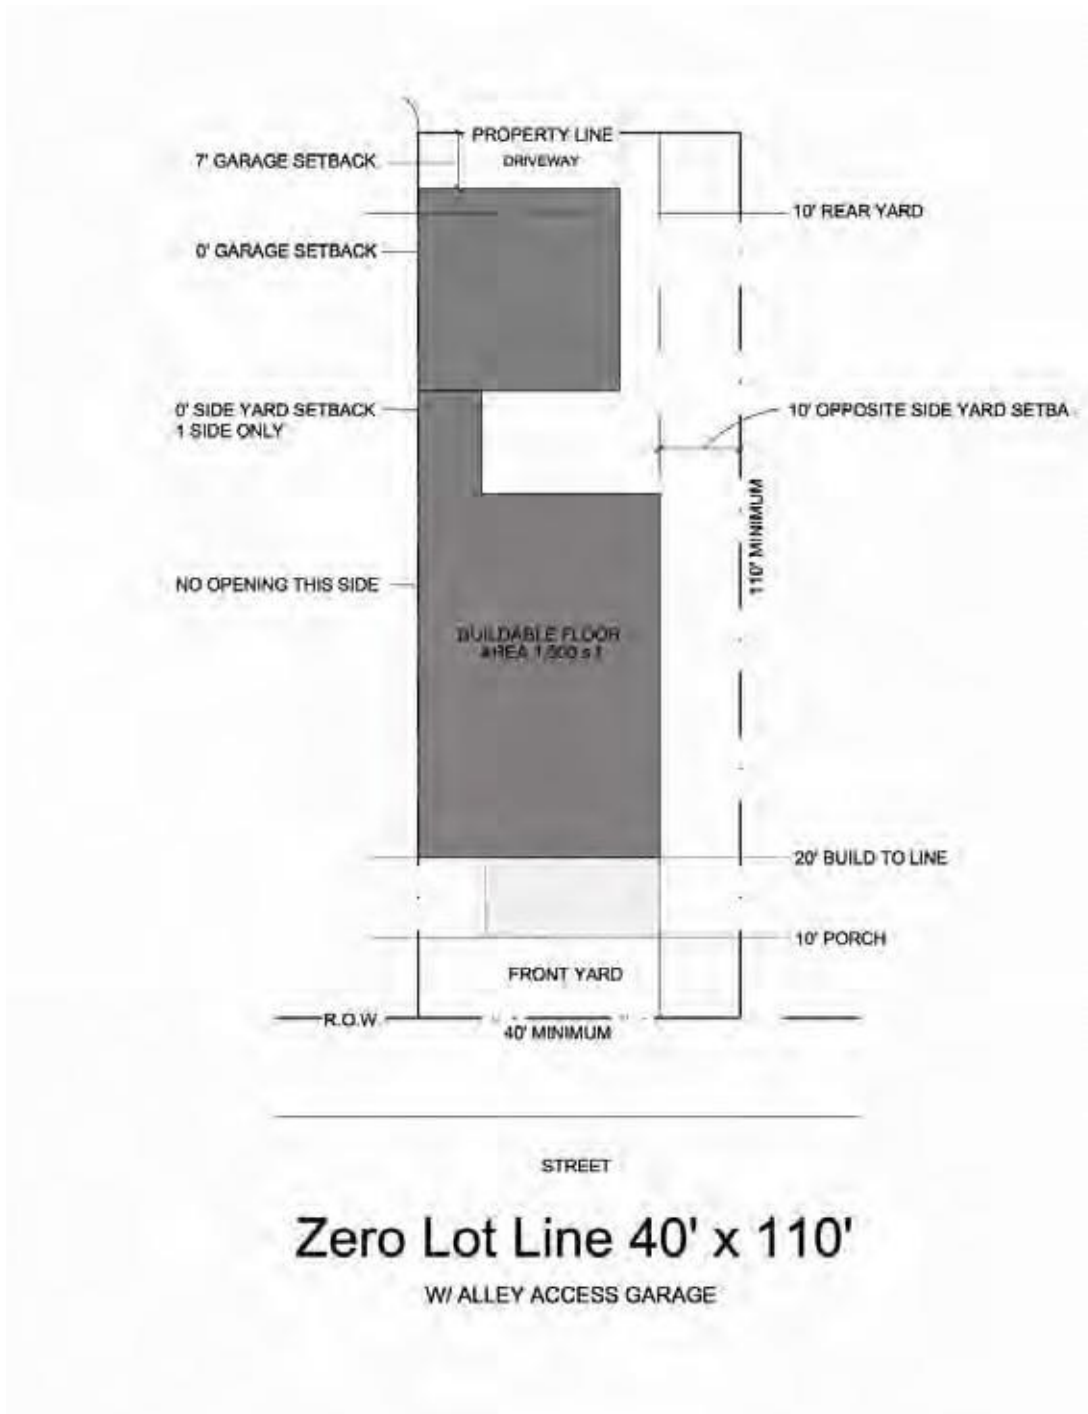 PROPERTY LINE
7' GARAGE SETBACK
DRIVEWAY
10' REAR YARD
0' GARAGE SETBACK
0' SIDE YARD SETBACK
1 SIDE ONLY
10' OPPOSITE SIDE YARD SETBA
110' MINIMUM
NO OPENING THIS SIDE
BUILDABLE FLOOR
AREA
20' BUILD TO LINE
10' PORCH
FRONT YARD
R.O.W.
40' MINIMUM
STREET
Zero Lot Line 40' x 110'
W/ ALLEY ACCESS GARAGE